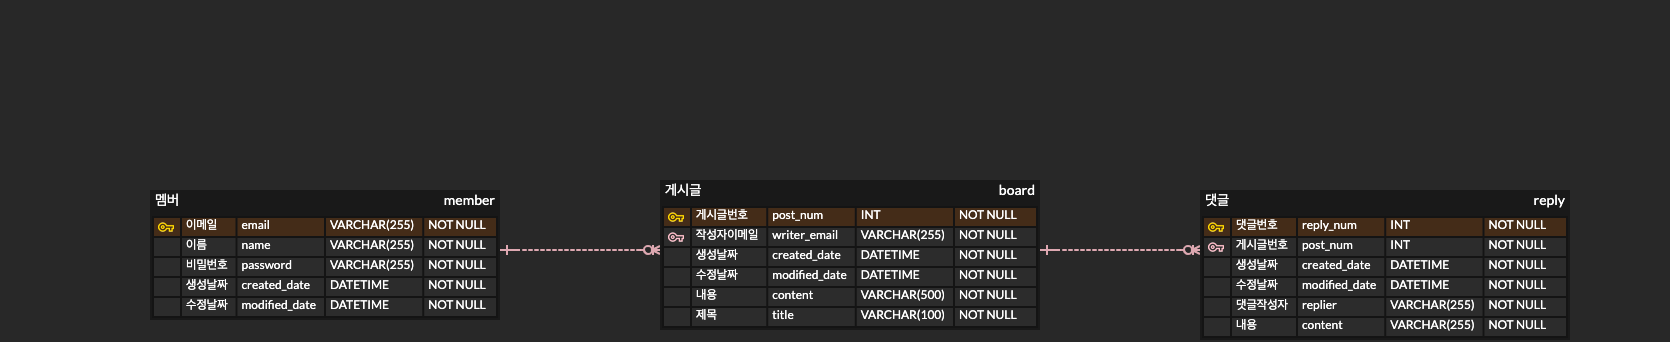 멤버 member
이메일 email VARCHAR(255) NOT NULL
이름 name VARCHAR(255) NOT NULL
비밀번호 password VARCHAR(255) NOT NULL
생성날짜 created_date DATETIME NOT NULL
수정날짜 modified_date DATETIME NOT NULL
게시글 board
게시글번호 post_num INT NOT NULL
작성자이메일 writer_email VARCHAR(255) NOT NULL
생성날짜 created_date DATETIME NOT NULL
수정날짜 modified_date DATETIME NOT NULL
내용 content VARCHAR(500) NOT NULL
제목 title VARCHAR(100) NOT NULL
댓글 reply
댓글번호 reply_num INT NOT NULL
게시글번호 post_num INT NOT NULL
생성날짜 created_date DATETIME NOT NULL
수정날짜 modified_date DATETIME NOT NULL
댓글작성자 replier VARCHAR(255) NOT NULL
내용 content VARCHAR(255) NOT NULL